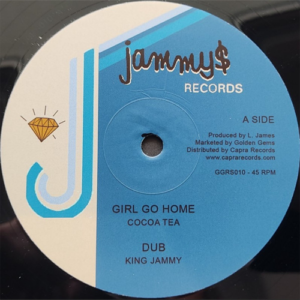 jammy$
RECORDS
A SIDE
Produced by L. James
Marketed by Golden Gems
Distributed by Capra Records
www.caprarecords.com
GGRS010 - 45 RPM
GIRL GO HOME
COCOA TEA
DUB
KING JAMMY